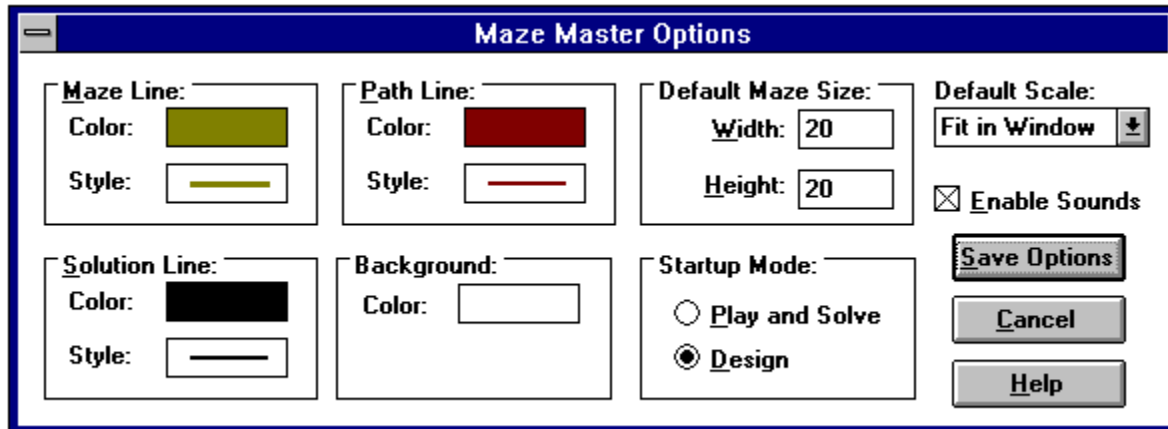 Maze Master Options
Maze Line:
Color:
Style:
Path Line:
Color:
Style:
Default Maze Size:
Width: 20
Height: 20
Default Scale:
Fit in Window
Enable Sounds
Solution Line:
Color:
Style:
Background:
Color:
Startup Mode:
Play and Solve
Design
Save Options
Cancel
Help